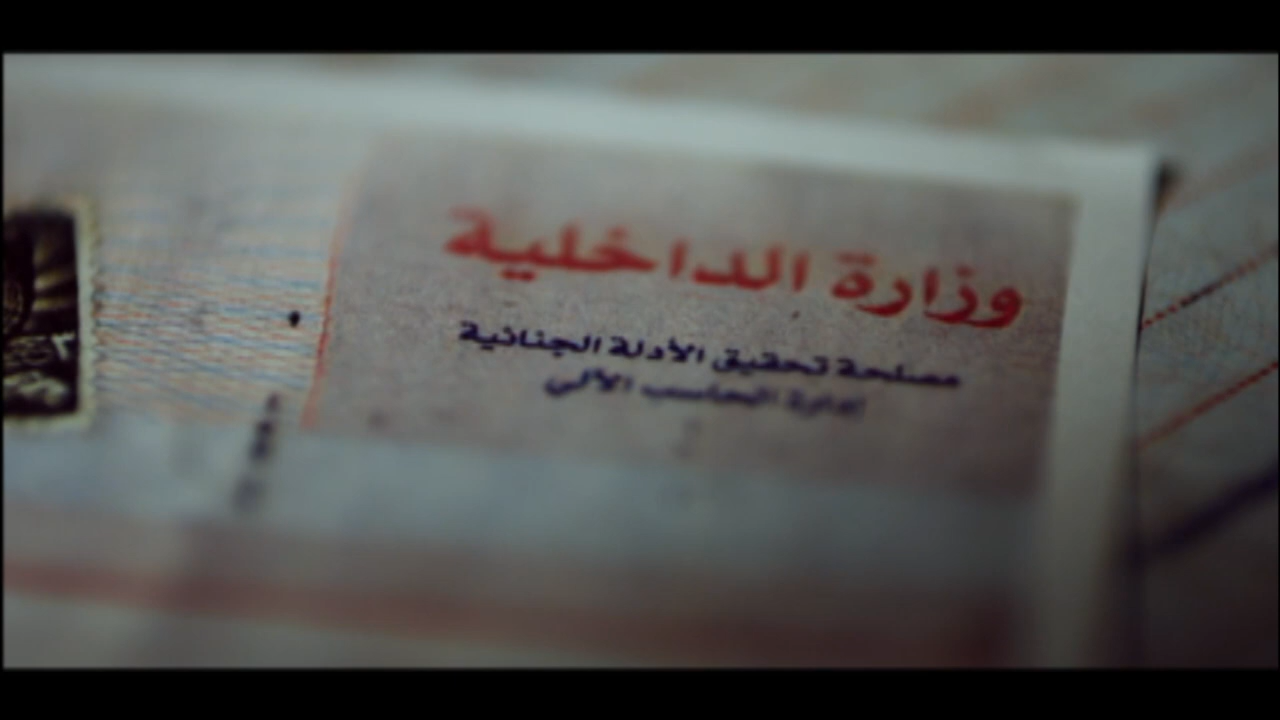 وزارة الداخلية
مصلحة تحقيق الأدلة الجنائية
إدارة الحاسب الآلي